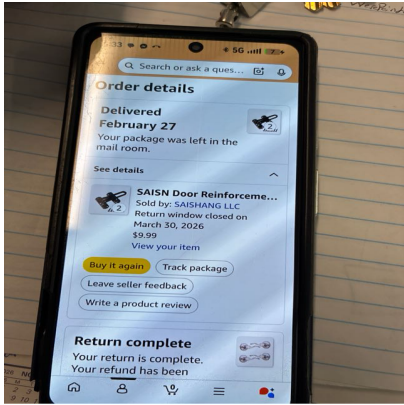 5:33
5G
Search or ask a ques...
Order details
Delivered
February 27
Your package was left in the
mail room.
See details
SAISN Door Reinforceme...
Sold by: SAISHANG LLC
Return window closed on
March 30, 2026
$9.99
View your item
Buy it again
Track package
Leave seller feedback
Write a product review
Return complete
Your return is complete.
Your refund has been